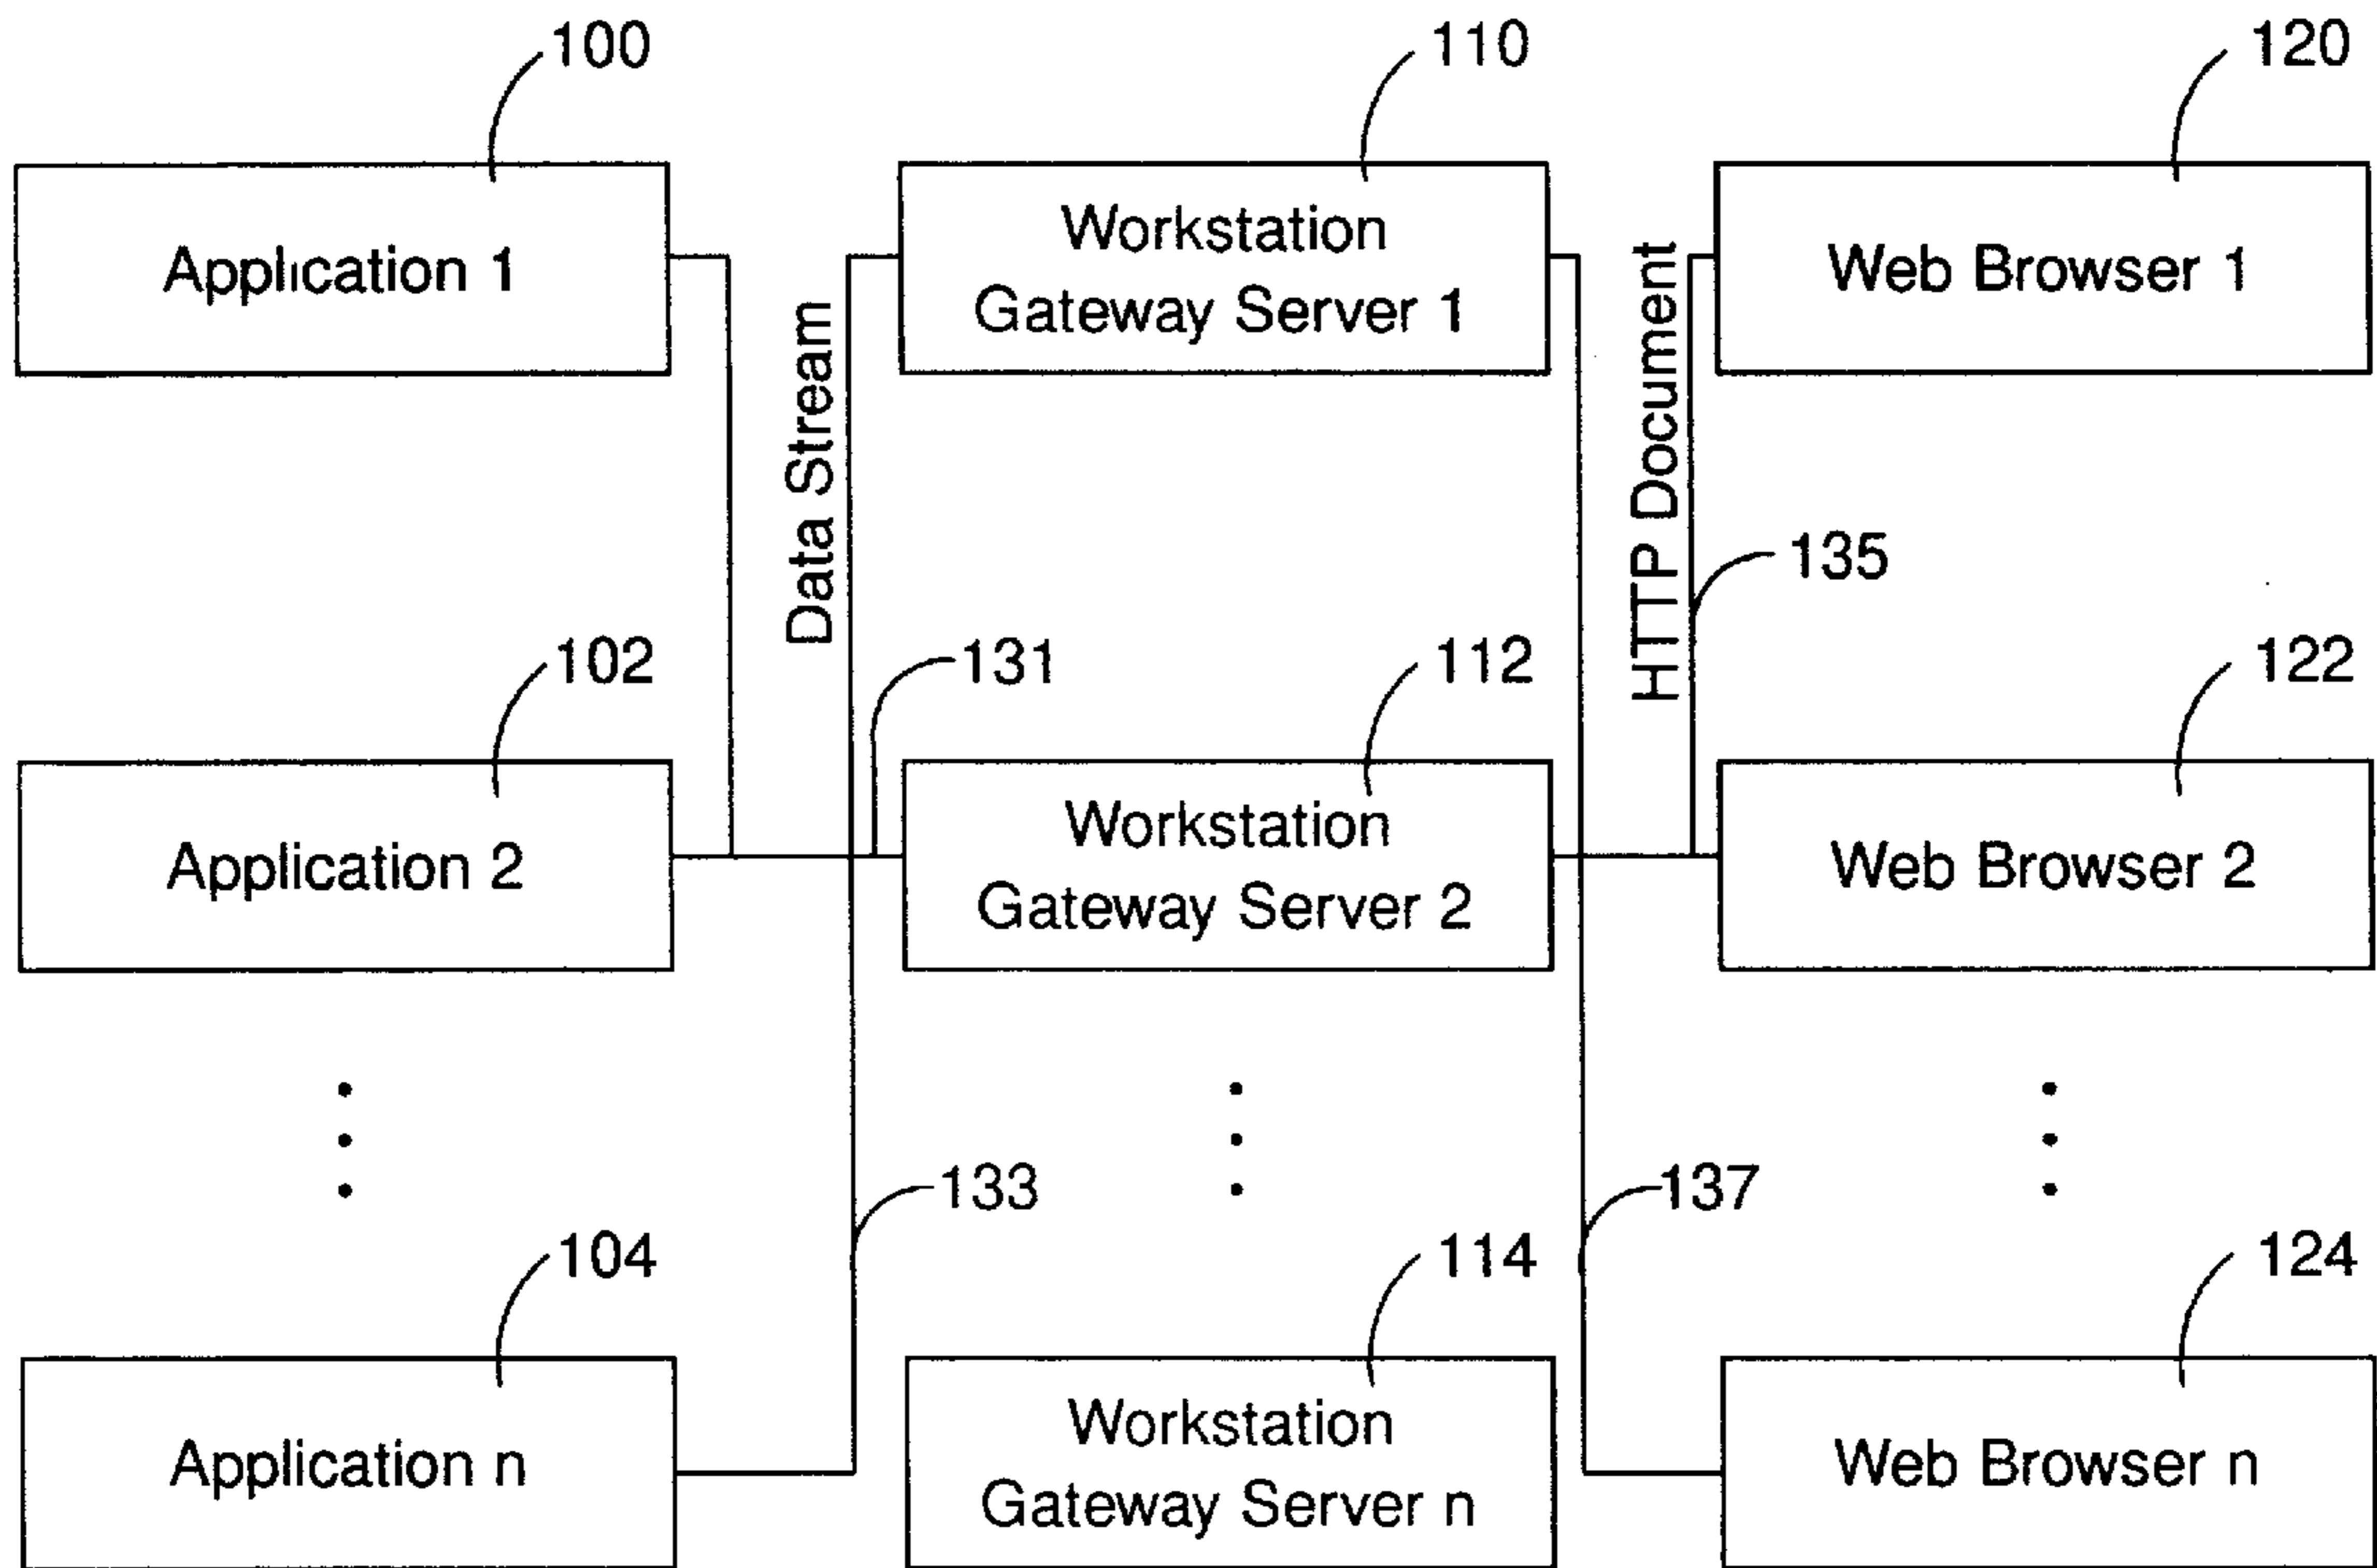 100
110
120
Application 1
Workstation
Gateway Server 1
Web Browser 1
Data Stream
HTTP Document
135
102
131
112
122
Application 2
Workstation
Gateway Server 2
Web Browser 2
133
137
104
114
124
Application n
Workstation
Gateway Server n
Web Browser n